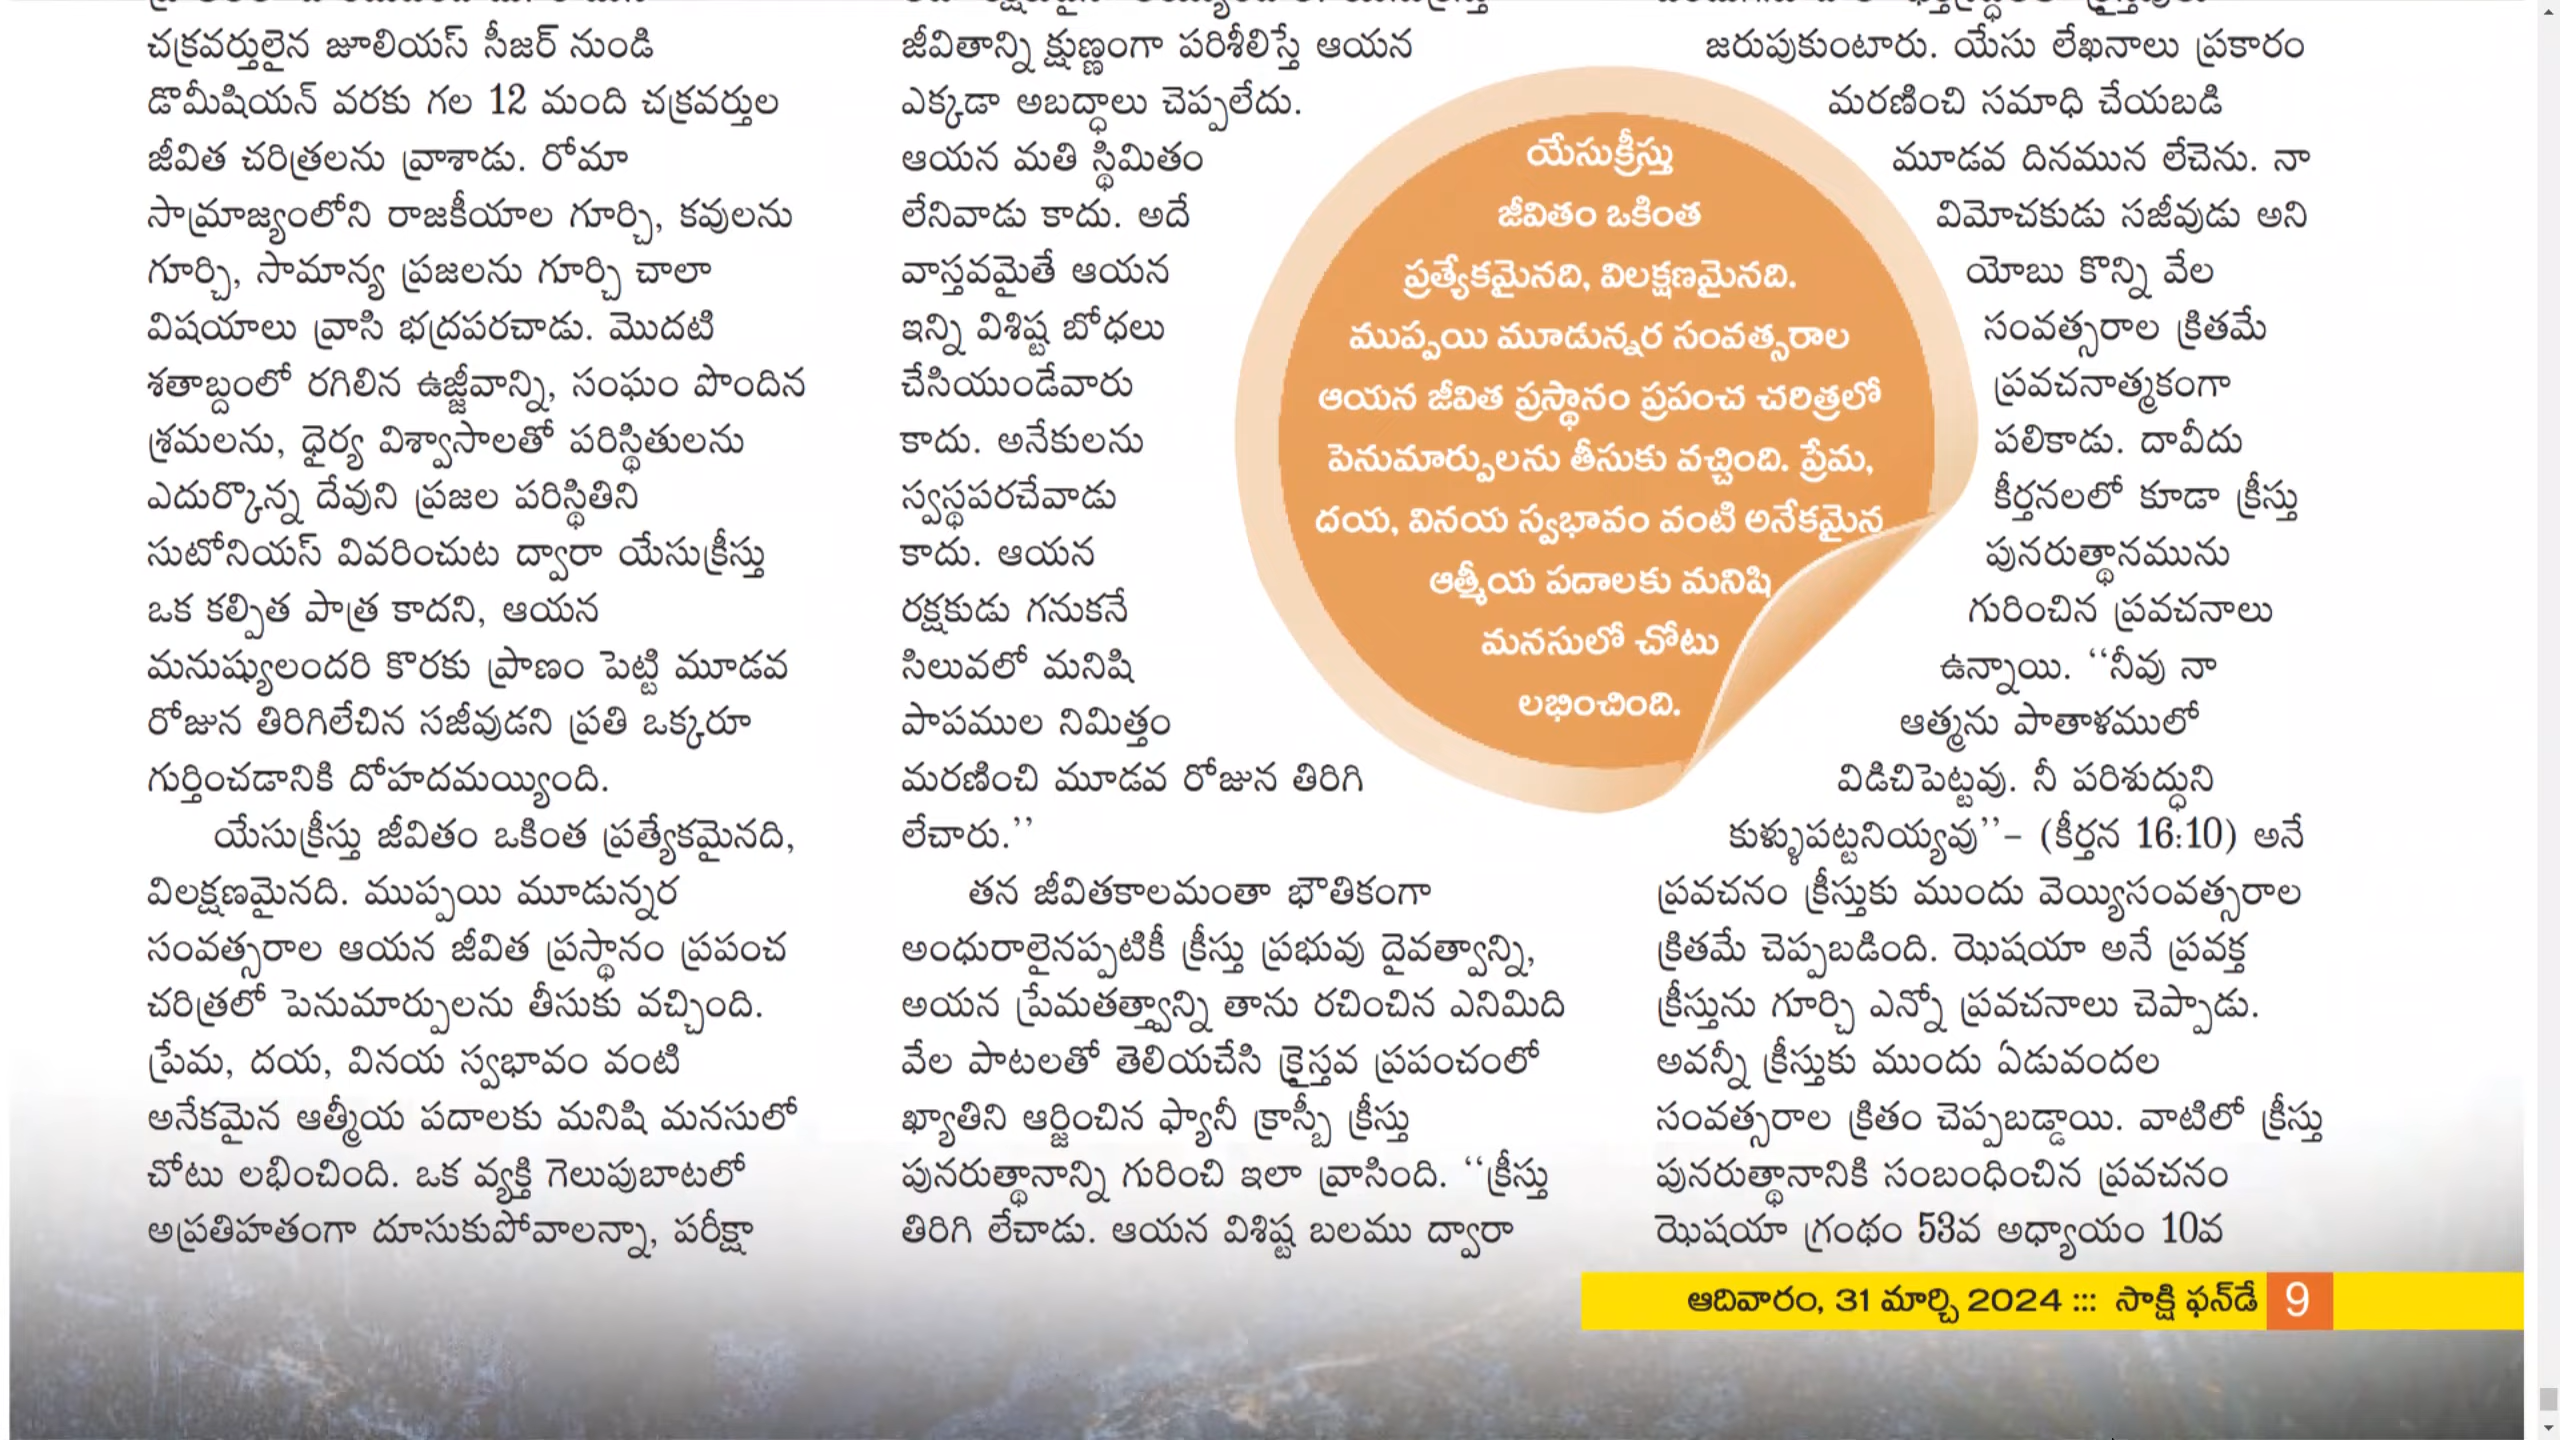 చక్రవర్తులైన జూలియస్ సీజర్ నుండి
డొమీషియన్ వరకు గల 12 మంది చక్రవర్తుల
జీవిత చరిత్రలను వ్రాశాడు. రోమా
సామ్రాజ్యంలోని రాజకీయాల గూర్చి, కవులను
గూర్చి, సామాన్య ప్రజలను గూర్చి చాలా
విషయాలు వ్రాసి భద్రపరచాడు. మొదటి
శతాబ్దంలో రగిలిన ఉజ్జీవాన్ని, సంఘం పొందిన
శ్రమలను, ధైర్య విశ్వాసాలతో పరిస్థితులను
ఎదుర్కొన్న దేవుని ప్రజల పరిస్థితిని
సుటోనియస్ వివరించుట ద్వారా యేసుక్రీస్తు
ఒక కల్పిత పాత్ర కాదని, ఆయన
మనుష్యులందరి కొరకు ప్రాణం పెట్టి మూడవ
రోజున తిరిగిలేచిన సజీవుడని ప్రతి ఒక్కరూ
గుర్తించడానికి దోహదమయ్యింది.
యేసుక్రీస్తు జీవితం ఒకింత ప్రత్యేకమైనది,
విలక్షణమైనది. ముప్పయి మూడున్నర
సంవత్సరాల ఆయన జీవిత ప్రస్థానం ప్రపంచ
చరిత్రలో పెనుమార్పులను తీసుకు వచ్చింది.
ప్రేమ, దయ, వినయ స్వభావం వంటి
అనేకమైన ఆత్మీయ పదాలకు మనిషి మనసులో
చోటు లభించింది. ఒక వ్యక్తి గెలుపుబాటలో
అప్రతిహతంగా దూసుకుపోవాలన్నా, పరీక్షా
జీవితాన్ని క్షుణ్ణంగా పరిశీలిస్తే ఆయన
ఎక్కడా అబద్ధాలు చెప్పలేదు.
ఆయన మతి స్థిమితం
లేనివాడు కాదు. అదే
వాస్తవమైతే ఆయన
ఇన్ని విశిష్ట బోధలు
చేసియుండేవారు
కాదు. అనేకులను
స్వస్థపరచేవాడు
కాదు. ఆయన
రక్షకుడు గనుకనే
సిలువలో మనిషి
పాపముల నిమిత్తం
మరణించి మూడవ రోజున తిరిగి
లేచారు.’’
తన జీవితకాలమంతా భౌతికంగా
అంధురాలైనప్పటికీ క్రీస్తు ప్రభువు దైవత్వాన్ని,
అయన ప్రేమతత్త్వాన్ని తాను రచించిన ఎనిమిది
వేల పాటలతో తెలియచేసి క్రైస్తవ ప్రపంచంలో
ఖ్యాతిని ఆర్జించిన ఫ్యానీ క్రాస్బీ క్రీస్తు
పునరుత్థానాన్ని గురించి ఇలా వ్రాసింది. ‘‘క్రీస్తు
తిరిగి లేచాడు. ఆయన విశిష్ట బలము ద్వారా
యేసుక్రీస్తు
జీవితం ఒకింత
ప్రత్యేకమైనది, విలక్షణమైనది.
ముప్పయి మూడున్నర సంవత్సరాల
ఆయన జీవిత ప్రస్థానం ప్రపంచ చరిత్రలో
పెనుమార్పులను తీసుకు వచ్చింది. ప్రేమ,
దయ, వినయ స్వభావం వంటి అనేకమైన
ఆత్మీయ పదాలకు మనిషి
మనసులో చోటు
లభించింది.
జరుపుకుంటారు. యేసు లేఖనాలు ప్రకారం
మరణించి సమాధి చేయబడి
మూడవ దినమున లేచెను. నా
విమోచకుడు సజీవుడు అని
యోబు కొన్ని వేల
సంవత్సరాల క్రితమే
ప్రవచనాత్మకంగా
పలికాడు. దావీదు
కీర్తనలలో కూడా క్రీస్తు
పునరుత్థానమును
గురించిన ప్రవచనాలు
ఉన్నాయి. ‘‘నీవు నా
ఆత్మను పాతాళములో
విడిచిపెట్టవు. నీ పరిశుద్ధుని
కుళ్ళుపట్టనియ్యవు’’– (కీర్తన 16:10) అనే
ప్రవచనం క్రీస్తుకు ముందు వెయ్యిసంవత్సరాల
క్రితమే చెప్పబడింది. ఝెషయా అనే ప్రవక్త
క్రీస్తును గూర్చి ఎన్నో ప్రవచనాలు చెప్పాడు.
అవన్నీ క్రీస్తుకు ముందు ఏడువందల
సంవత్సరాల క్రితం చెప్పబడ్డాయి. వాటిలో క్రీస్తు
పునరుత్థానానికి సంబంధించిన ప్రవచనం
ఝెషయా గ్రంథం 53వ అధ్యాయం 10వ
ఆదివారం, 31 మార్చి 2024 ::: సాక్షి ఫన్‌డే 9